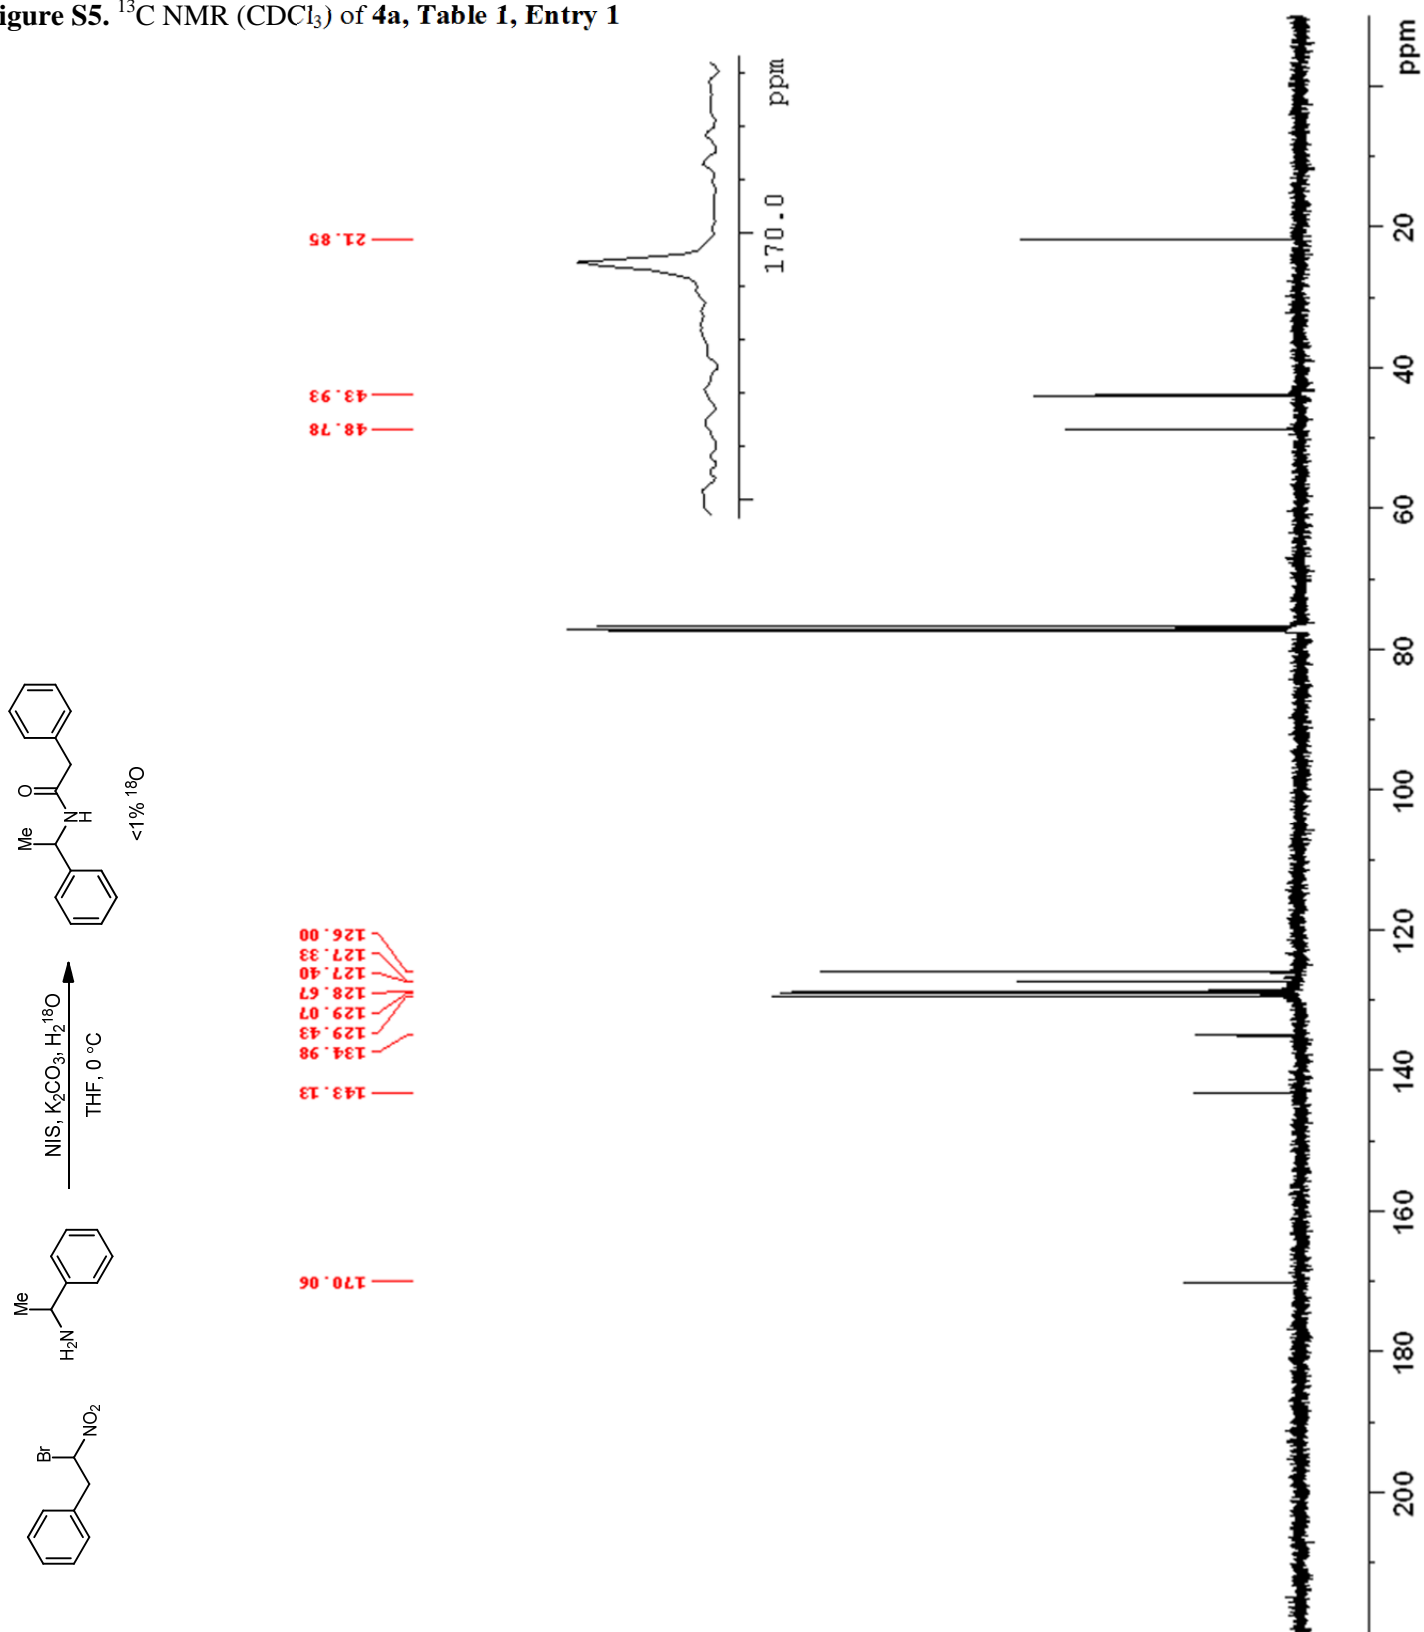 igure S5. ¹³C NMR (CDCl₃) of 4a, Table 1, Entry 1
Br
NO₂
Me
H₂N
NIS, K₂CO₃, H₂¹⁸O
THF, 0 °C
O
Me
N
H
<1% ¹⁸O
170.06
143.13
134.98
129.43
129.07
128.67
127.40
127.33
126.00
48.78
43.93
21.85
170.0
ppm
200
180
160
140
120
100
80
60
40
20
ppm